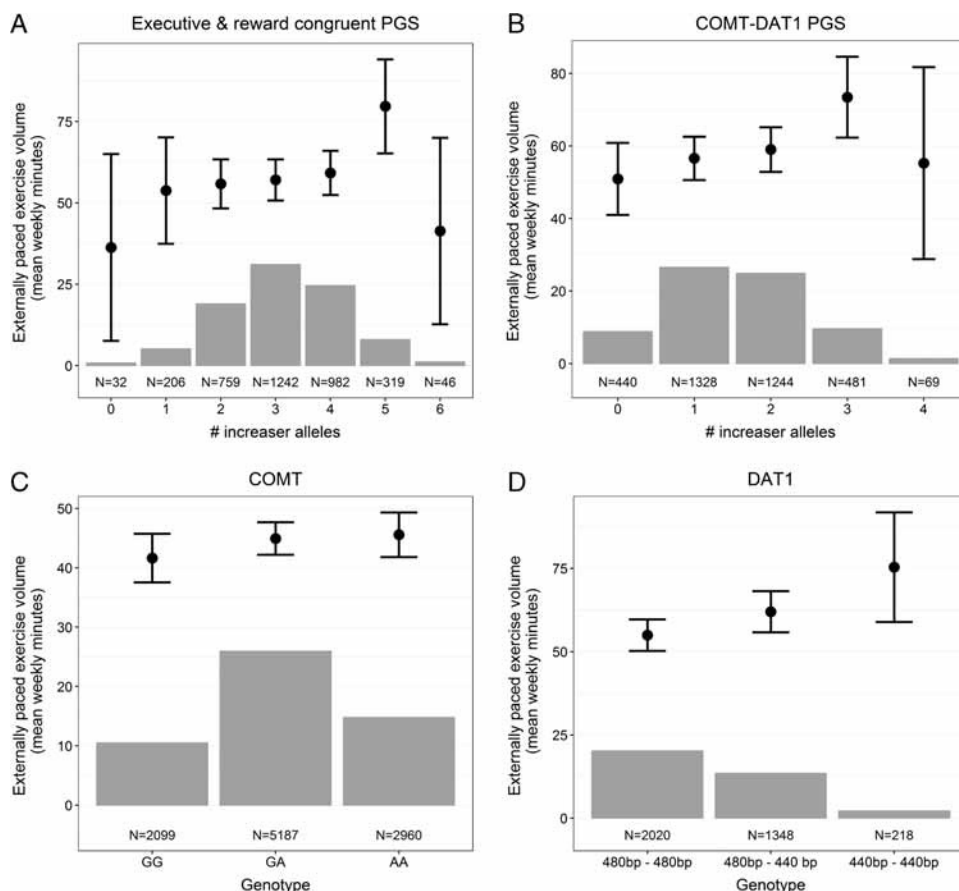 A
Executive & reward congruent PGS
Externally paced exercise volume
(mean weekly minutes)
75
50
25
0
N=32 N=206 N=759 N=1242 N=982 N=319 N=46
0 1 2 3 4 5 6
# increaser alleles
B
COMT-DAT1 PGS
Externally paced exercise volume
(mean weekly minutes)
80
60
40
20
0
N=440 N=1328 N=1244 N=481 N=69
0 1 2 3 4
# increaser alleles
C
COMT
Externally paced exercise volume
(mean weekly minutes)
50
40
30
20
10
0
N=2099 N=5187 N=2960
GG GA AA
Genotype
D
DAT1
Externally paced exercise volume
(mean weekly minutes)
75
50
25
0
N=2020 N=1348 N=218
480bp - 480bp 480bp - 440 bp 440bp - 440bp
Genotype